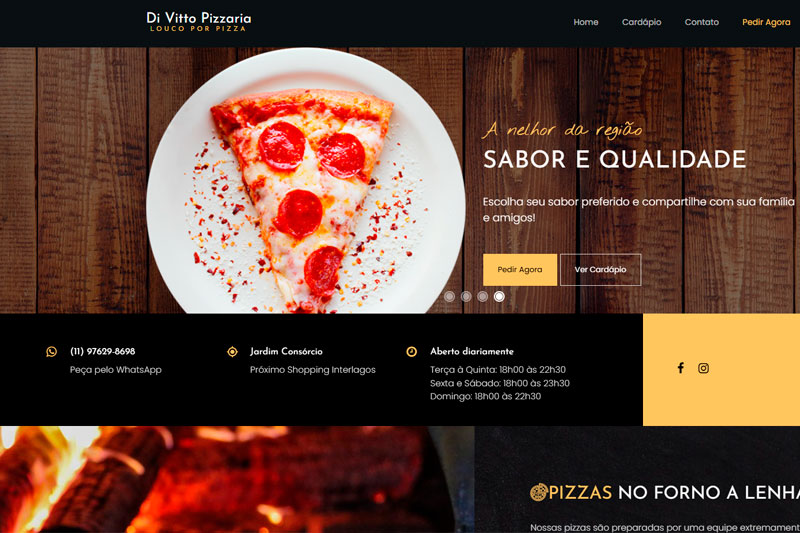 Di Vitto Pizzaria
LOUCO POR PIZZA
Home
Cardápio
Contato
Pedir Agora
A melhor da região
SABOR E QUALIDADE
Escolha seu sabor preferido e compartilhe com sua família
e amigos!
Pedir Agora
Ver Cardápio
(11) 97629-8698
Peça pelo WhatsApp
Jardim Consórcio
Próximo Shopping Interlagos
Aberto diariamente
Terça à Quinta: 18h00 às 22h30
Sexta e Sábado: 18h00 às 23h30
Domingo: 18h00 às 22h30
PIZZAS NO FORNO A LENHA
Nossas pizzas são preparadas por uma equipe extremament